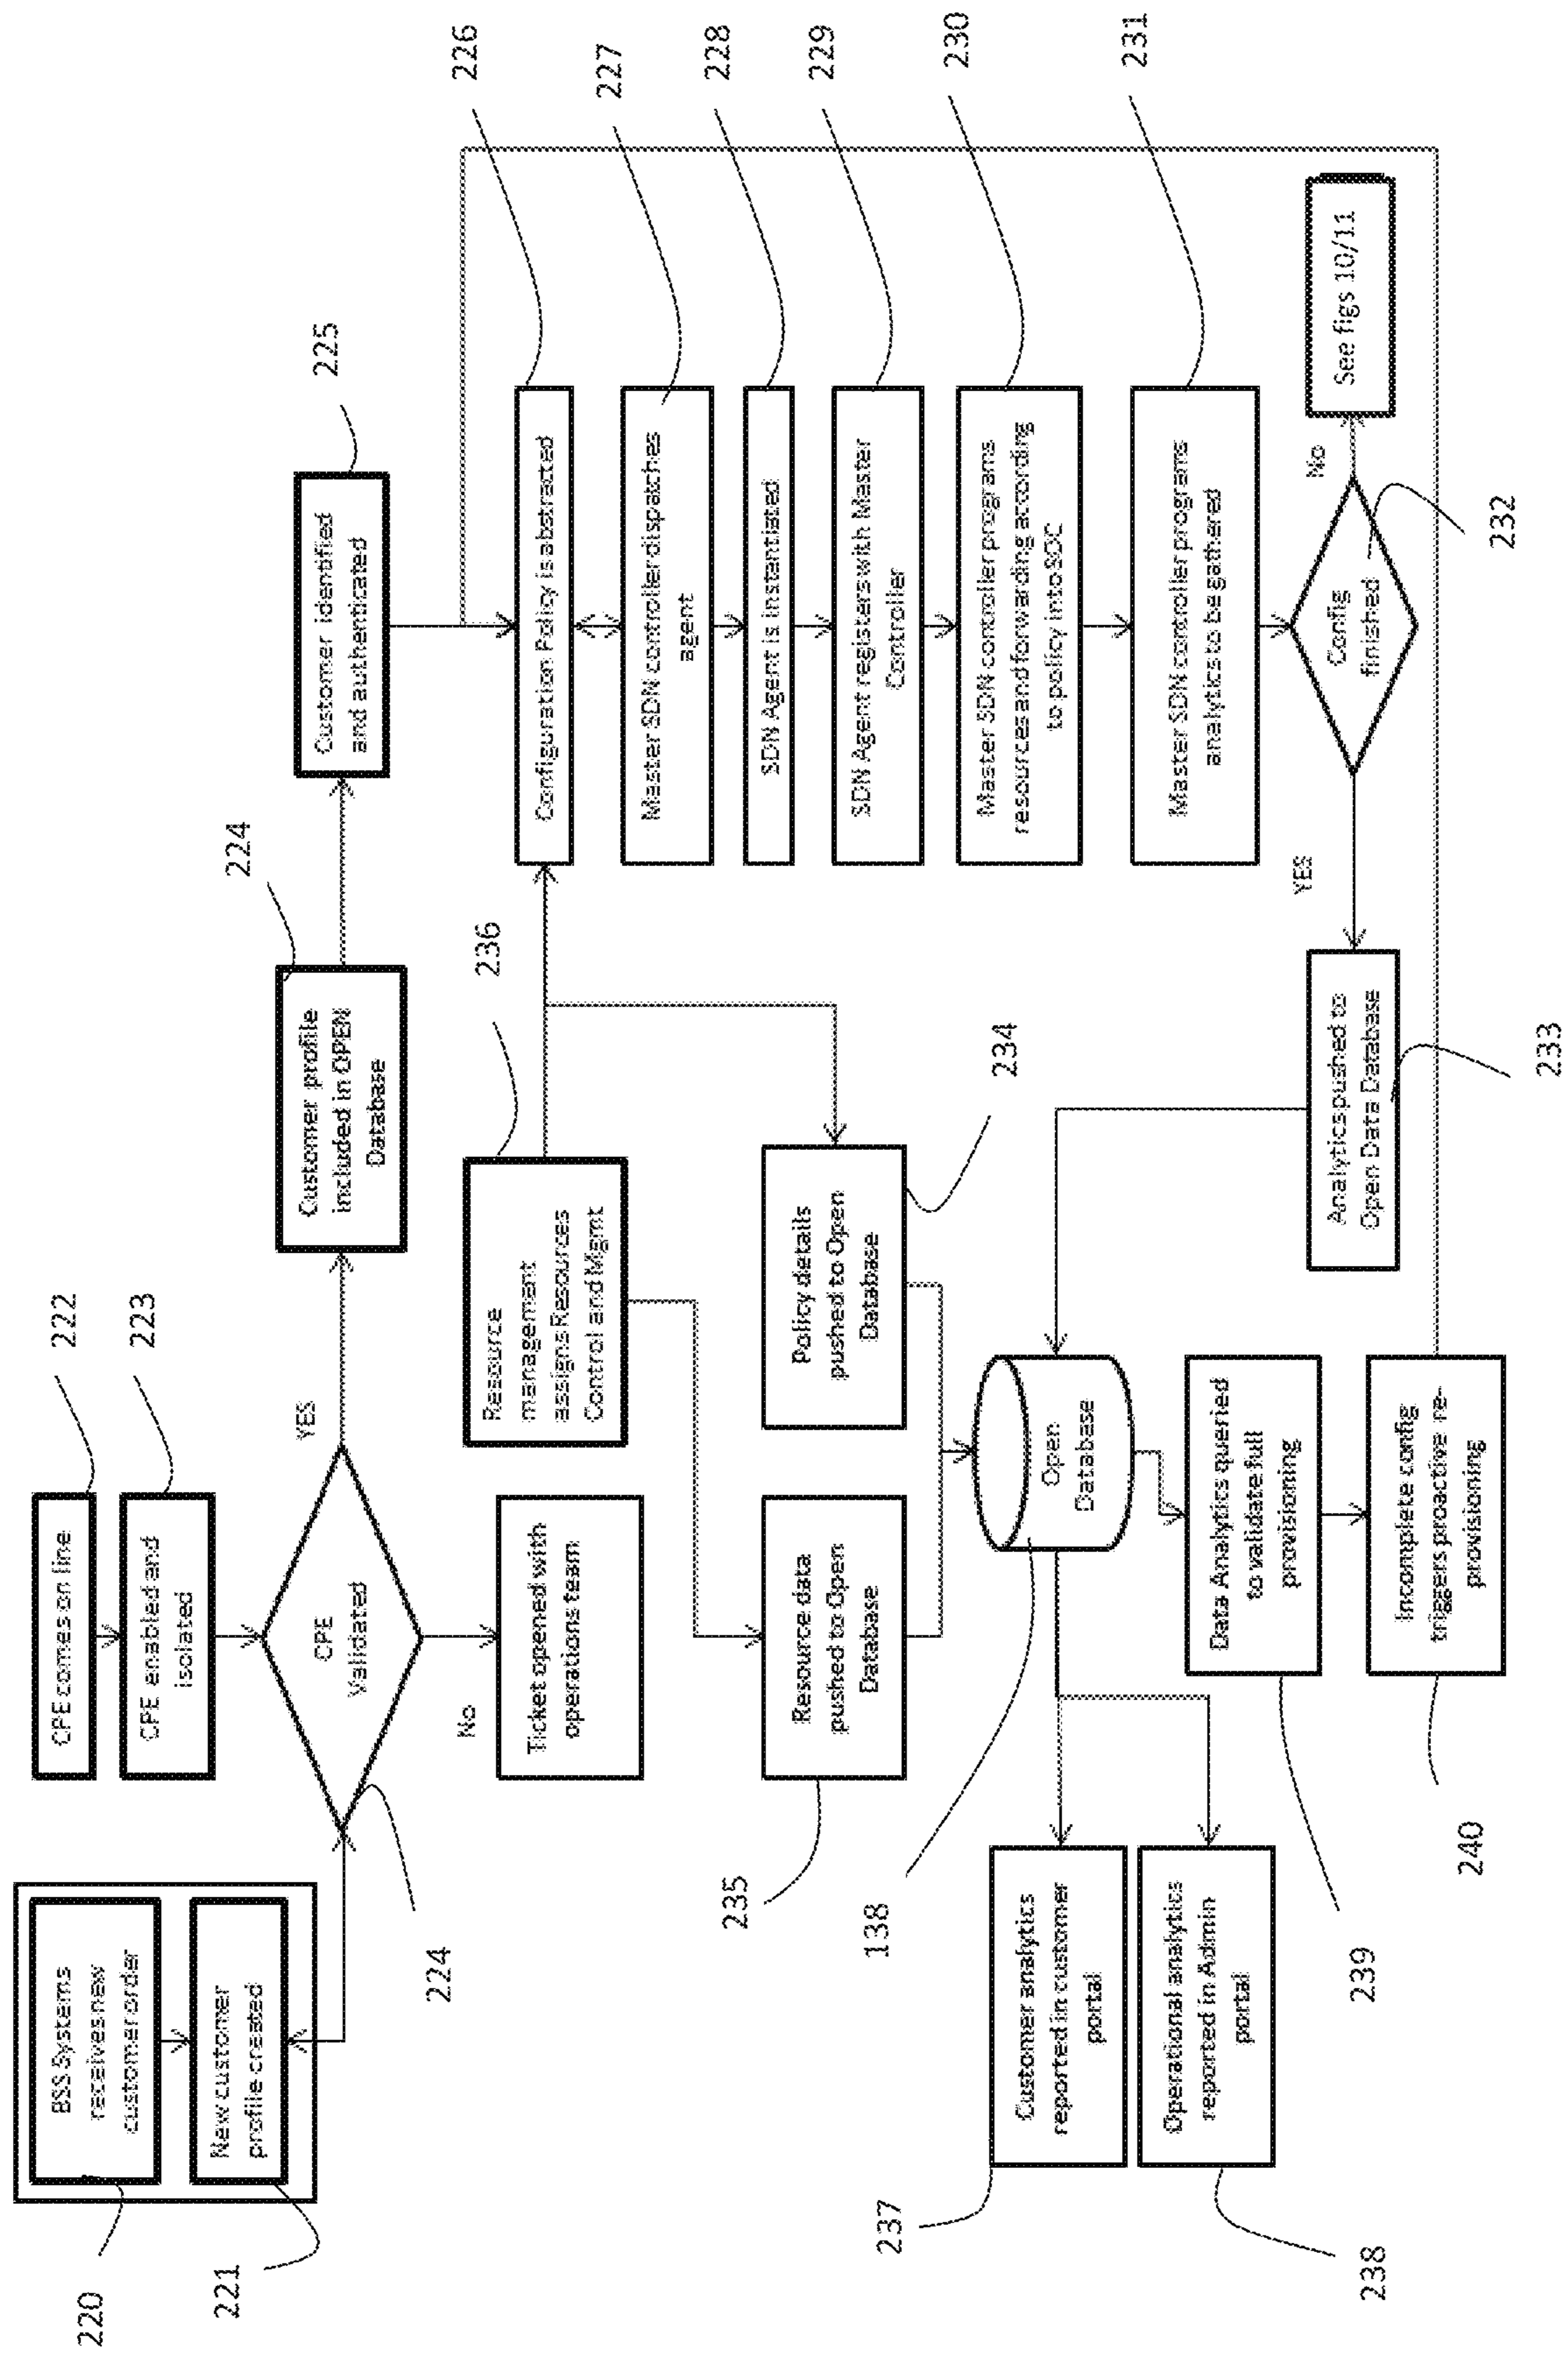 BSS Systems
receives new
customer order
New customer
profile created
220
221
CPE comes on line
222
CPE enabled and
isolated
223
CPE
Validated
224
YES
No
Ticket opened with
operations team
Customer profile
included in OPEN
Database
224
Customer identified
and authenticated
225
Resource
management
assigns Resources
Control and Mgmt
236
Configuration Policy is abstracted
226
Master SDN controller dispatches
agent
227
SDN Agent is instantiated
228
SDN Agent registers with Master
Controller
229
Master SDN controller programs
resources and forwarding according
to policy into SOC
230
Master SDN controller programs
analytics to be gathered
231
Config
finished
232
No
See figs 10/11
YES
Analytics pushed to
Open Data Database
233
Policy details
pushed to Open
Database
234
Resource data
pushed to Open
Database
235
Open
Database
138
Customer analytics
reported in customer
portal
237
Operational analytics
reported in Admin
portal
238
Data Analytics queried
to validate full
provisioning
239
Incomplete config
triggers proactive re-
provisioning
240